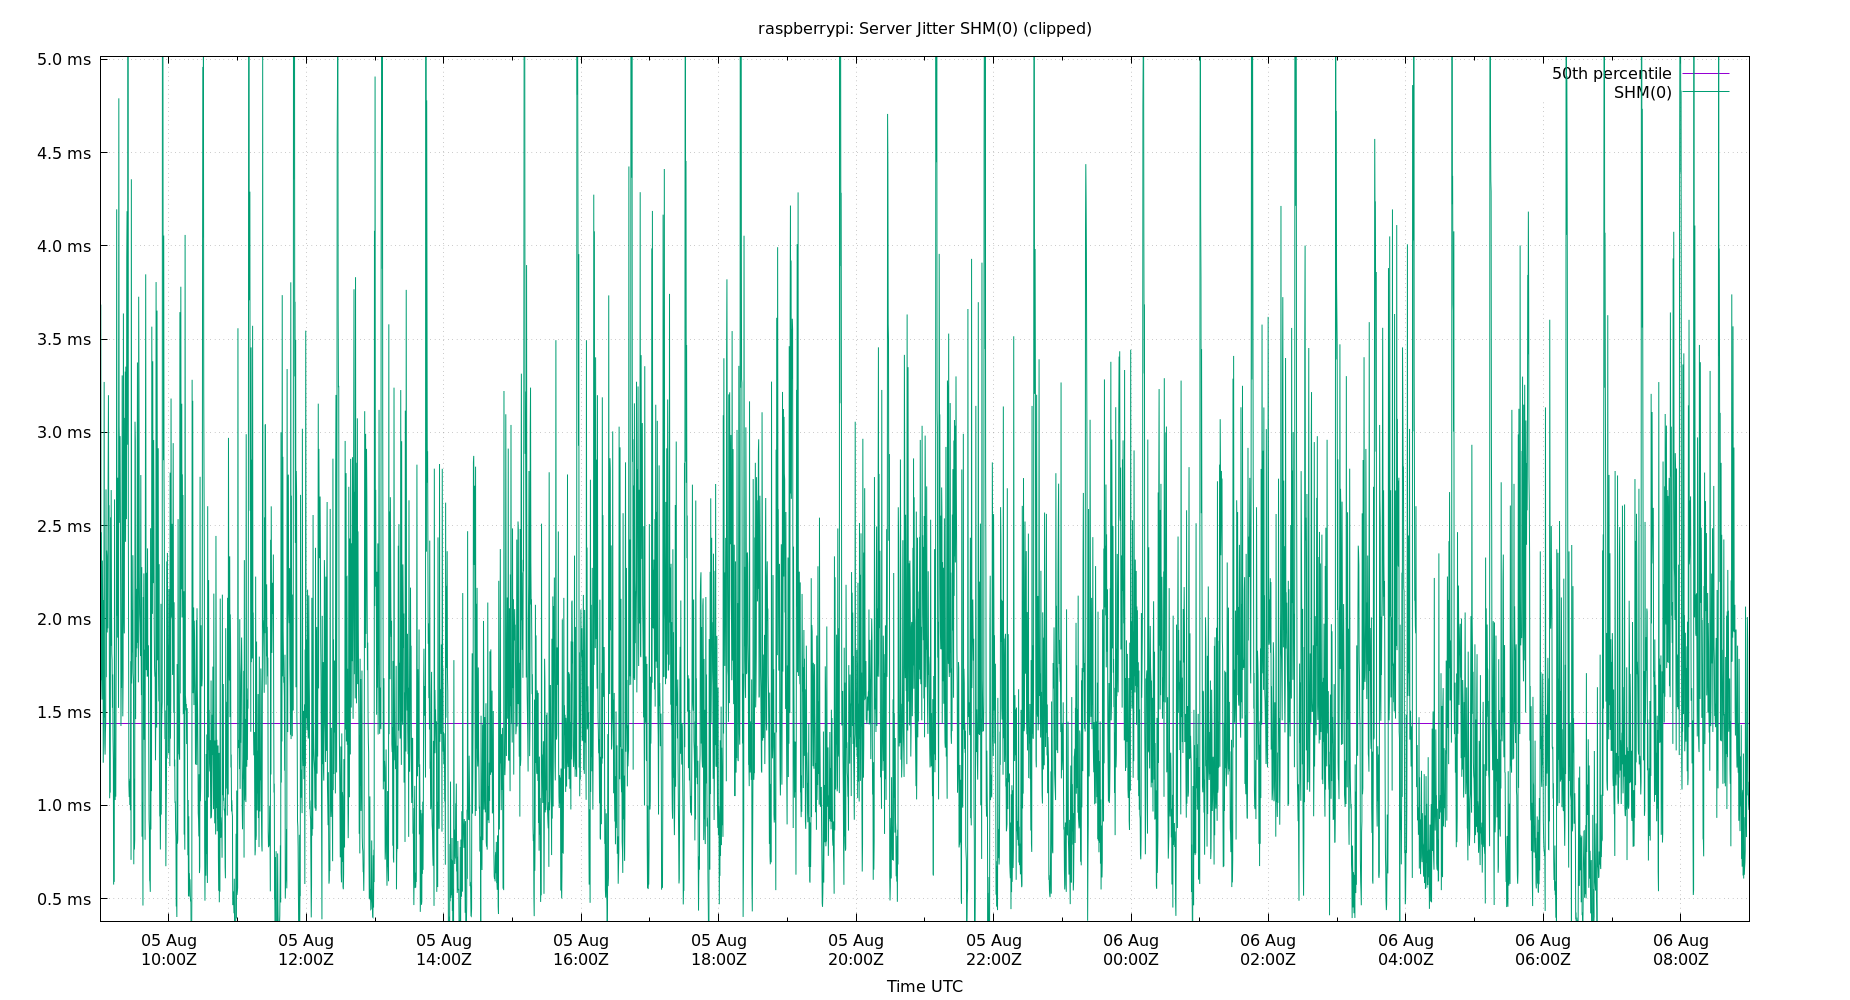 raspberrypi: Server Jitter SHM(0) (clipped)
5.0 ms
50th percentile
SHM(0)
4.5 ms
4.0 ms
3.5 ms
3.0 ms
2.5 ms
2.0 ms
1.5 ms
1.0 ms
0.5 ms
05 Aug 05 Aug 05 Aug 05 Aug 05 Aug 05 Aug 05 Aug 06 Aug 06 Aug 06 Aug 06 Aug 06 Aug
10:00Z 12:00Z 14:00Z 16:00Z 18:00Z 20:00Z 22:00Z 00:00Z 02:00Z 04:00Z 06:00Z 08:00Z
Time UTC